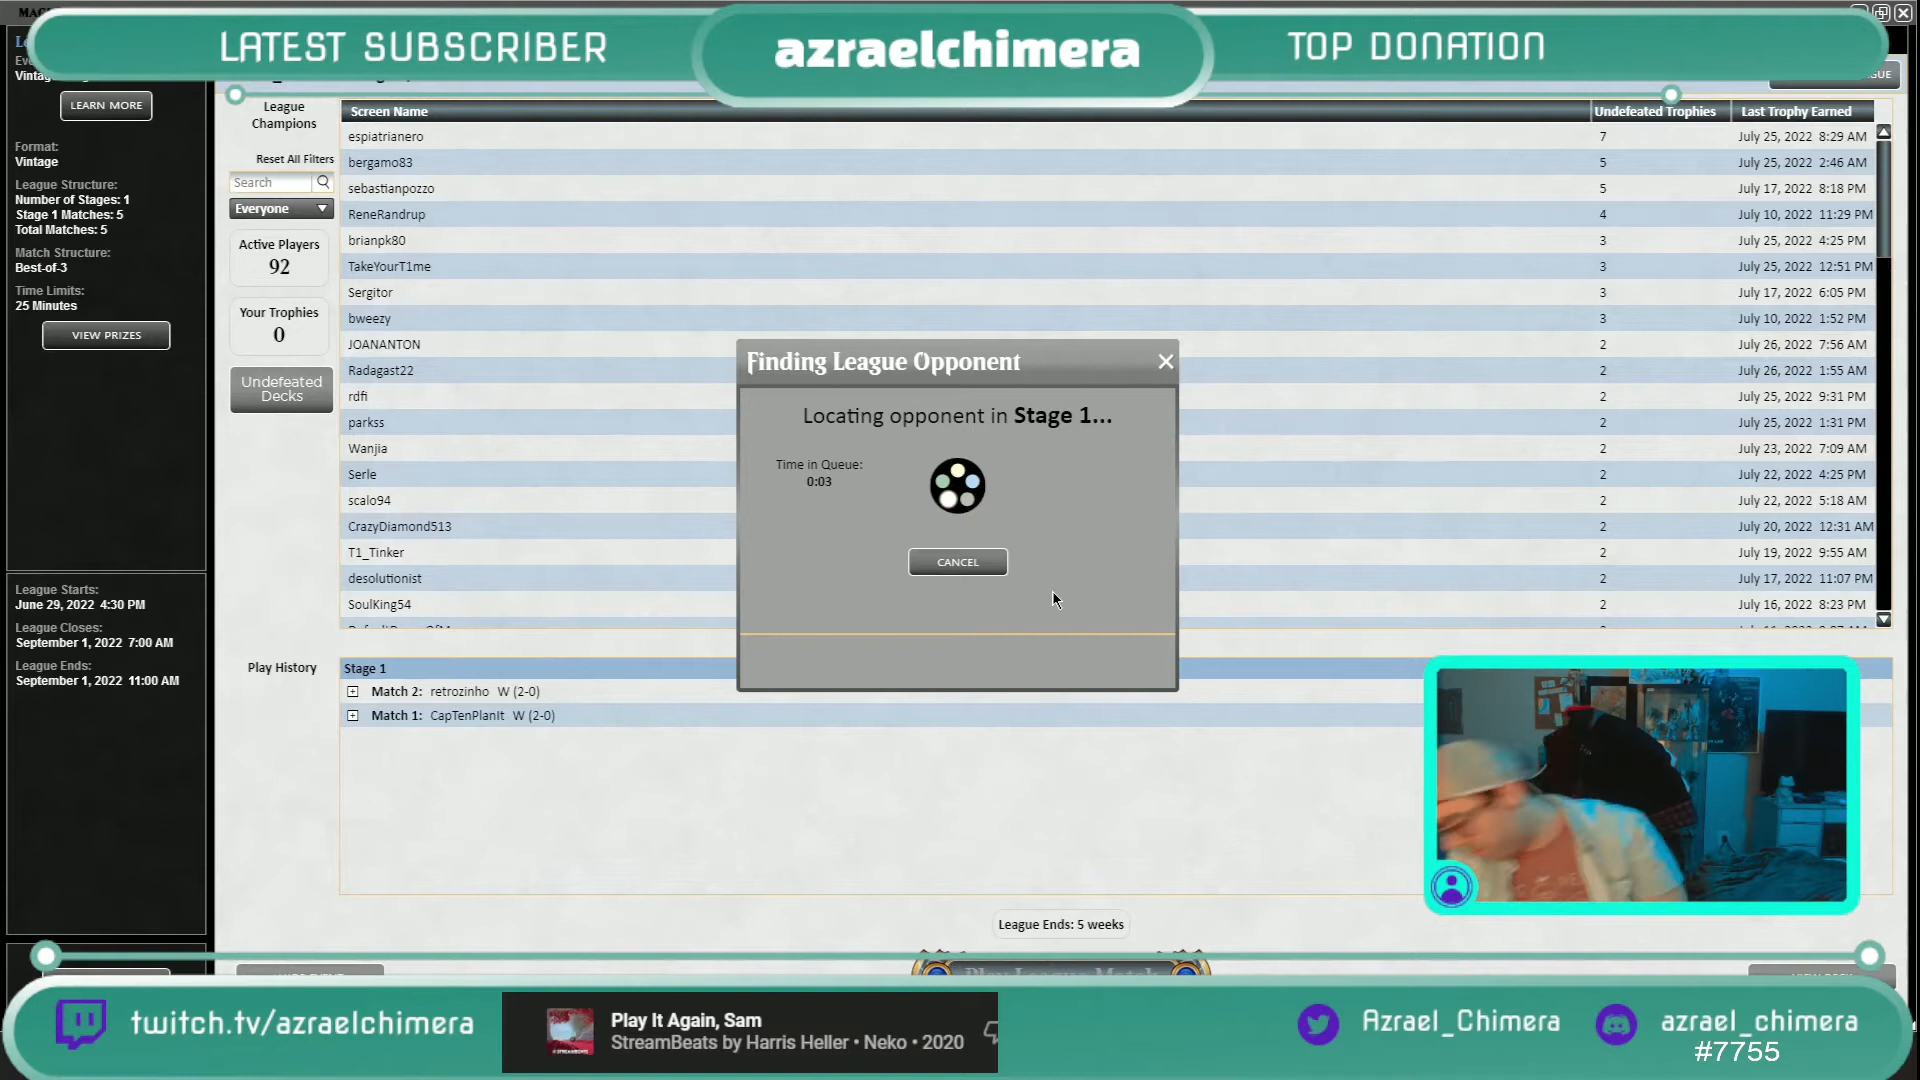 LATEST SUBSCRIBER
azraelchimera
TOP DONATION
LEARN MORE
Format:
Vintage
League Structure:
Number of Stages: 1
Stage 1 Matches: 5
Total Matches: 5
Match Structure:
Best-of-3
Time Limits:
25 Minutes
VIEW PRIZES
League Starts:
June 29, 2022 4:30 PM
League Closes:
September 1, 2022 7:00 AM
League Ends:
September 1, 2022 11:00 AM
League
Champions
Reset All Filters
Search
Everyone
Active Players
92
Your Trophies
0
Undefeated
Decks
Screen Name Undefeated Trophies Last Trophy Earned
espiatrianero 7 July 25, 2022 8:29 AM
bergamo83 5 July 25, 2022 2:46 AM
sebastianpozzo 5 July 17, 2022 8:18 PM
ReneRandrup 4 July 10, 2022 11:29 PM
brianpk80 3 July 25, 2022 4:25 PM
TakeYourT1me 3 July 25, 2022 12:51 PM
Sergitor 3 July 17, 2022 6:05 PM
bweezy 3 July 10, 2022 1:52 PM
JOANANTON 2 July 26, 2022 7:56 AM
Radagast22 2 July 26, 2022 1:55 AM
rdfi 2 July 25, 2022 9:31 PM
parkss 2 July 25, 2022 1:31 PM
Wanjia 2 July 23, 2022 7:09 AM
Serle 2 July 22, 2022 4:25 PM
scalo94 2 July 22, 2022 5:18 AM
CrazyDiamond513 2 July 20, 2022 12:31 AM
T1_Tinker 2 July 19, 2022 9:55 AM
desolutionist 2 July 17, 2022 11:07 PM
SoulKing54 2 July 16, 2022 8:23 PM
Finding League Opponent
Locating opponent in Stage 1...
Time in Queue:
0:03
CANCEL
Play History
Stage 1
Match 2: retrozinho W (2-0)
Match 1: CapTenPlanIt W (2-0)
League Ends: 5 weeks
Play League Match
twitch.tv/azraelchimera
Play It Again, Sam
StreamBeats by Harris Heller • Neko • 2020
Azrael_Chimera
azrael_chimera
#7755